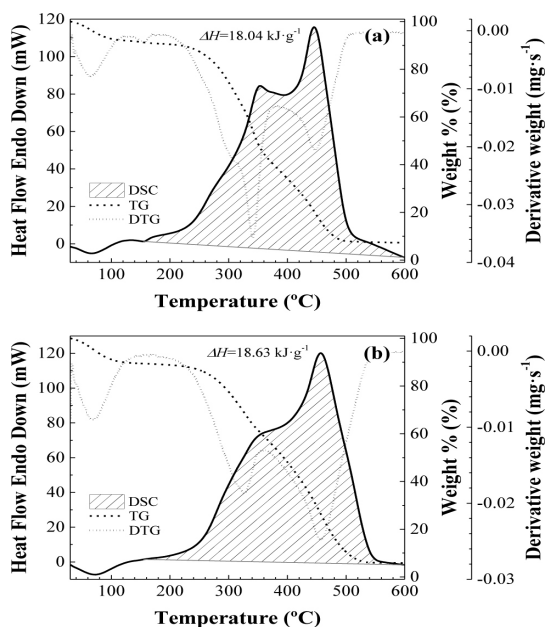 ΔH=18.04 kJ·g⁻¹
(a)
Heat Flow Endo Down (mW)
120
100
80
60
40
20
0
DSC
TG
DTG
100
80
60
40
20
0
Weight % (%)
0.00
-0.01
-0.02
-0.03
-0.04
Derivative weight (mg·s⁻¹)
100 200 300 400 500 600
Temperature (ºC)
ΔH=18.63 kJ·g⁻¹
(b)
Heat Flow Endo Down (mW)
120
100
80
60
40
20
0
DSC
TG
DTG
100
80
60
40
20
0
Weight % (%)
0.00
-0.01
-0.02
-0.03
Derivative weight (mg·s⁻¹)
100 200 300 400 500 600
Temperature (ºC)